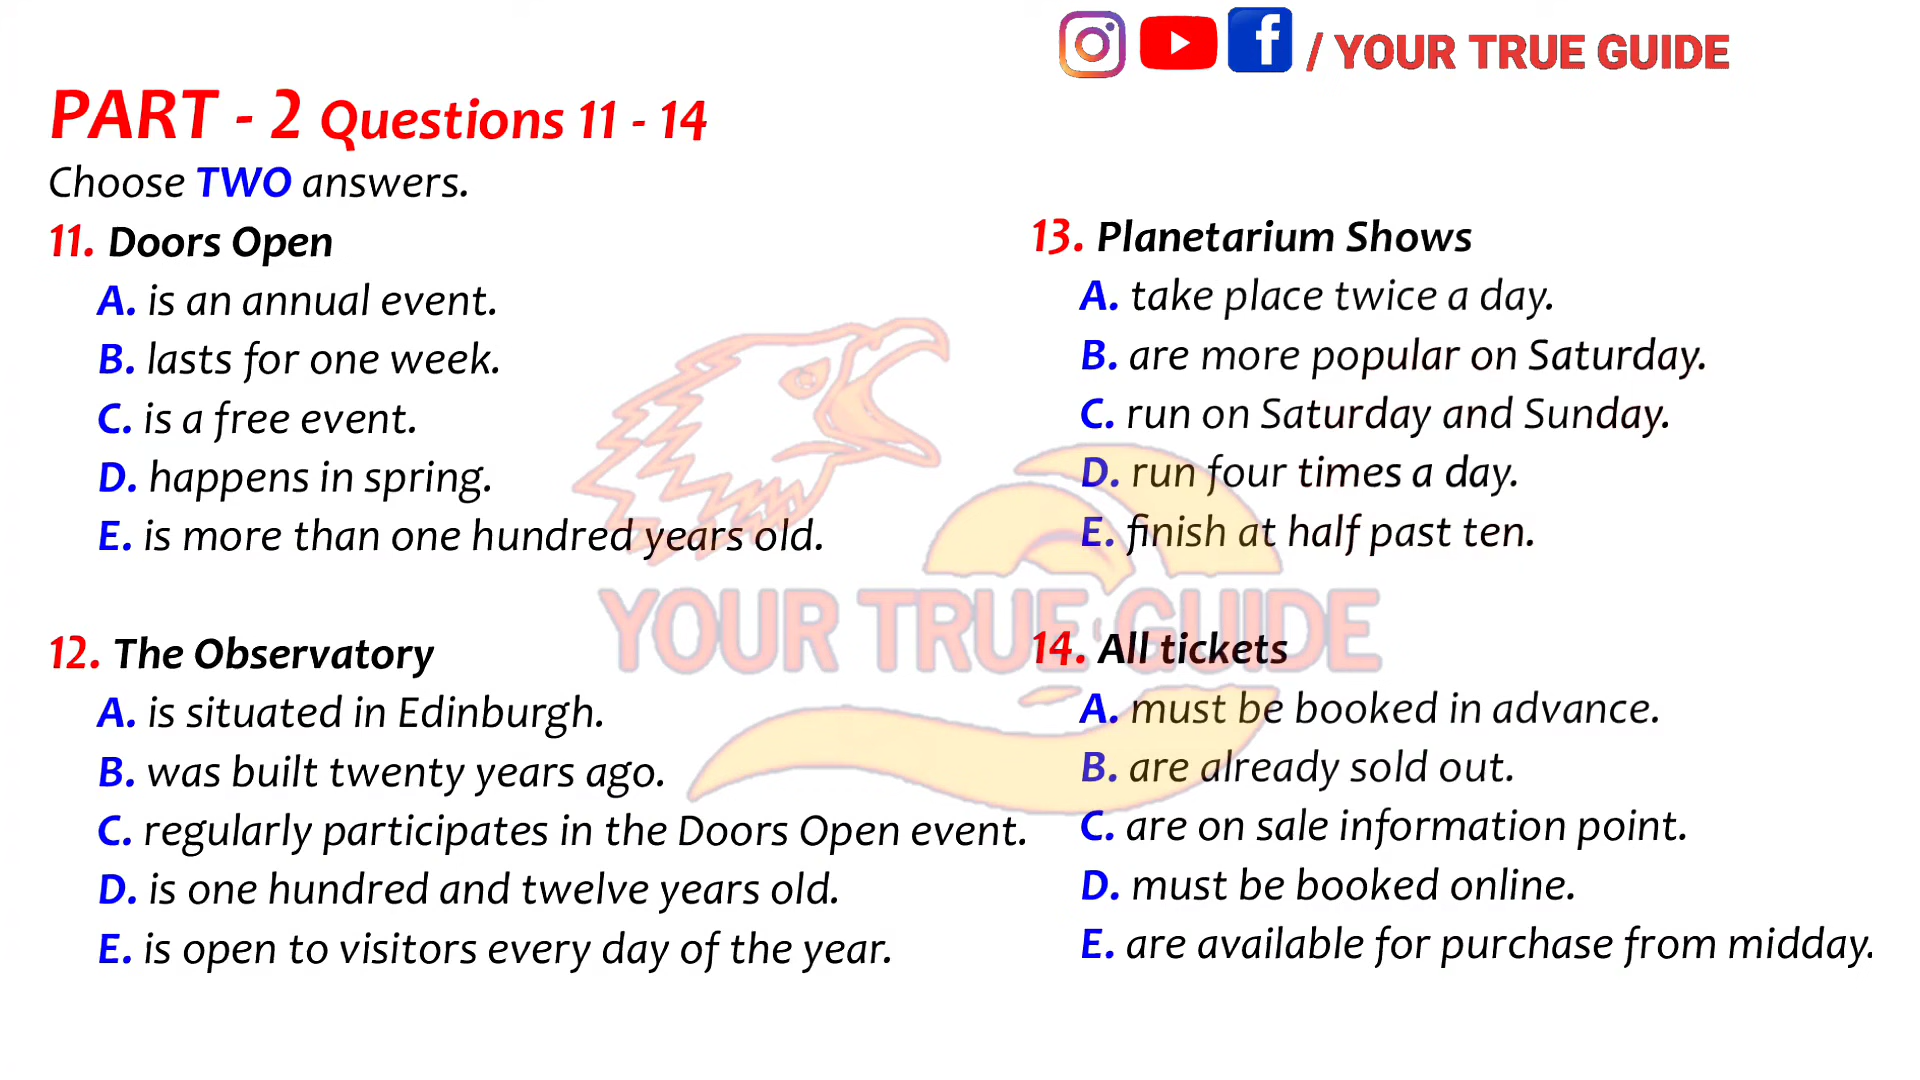 / YOUR TRUE GUIDE
PART - 2 Questions 11 - 14
Choose TWO answers.
11. Doors Open
A. is an annual event.
B. lasts for one week.
C. is a free event.
D. happens in spring.
E. is more than one hundred years old.
12. The Observatory
A. is situated in Edinburgh.
B. was built twenty years ago.
C. regularly participates in the Doors Open event.
D. is one hundred and twelve years old.
E. is open to visitors every day of the year.
13. Planetarium Shows
A. take place twice a day.
B. are more popular on Saturday.
C. run on Saturday and Sunday.
D. run four times a day.
E. finish at half past ten.
14. All tickets
A. must be booked in advance.
B. are already sold out.
C. are on sale information point.
D. must be booked online.
E. are available for purchase from midday.
YOUR TRUE GUIDE